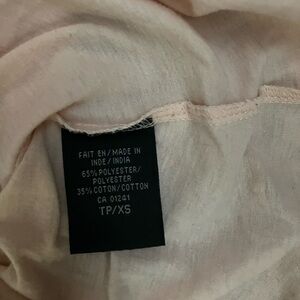 FAIT EN/MADE IN
INDE/INDIA
65% POLYESTER/
POLYESTER
35% COTON/COTTON
CA 01241
TP/XS